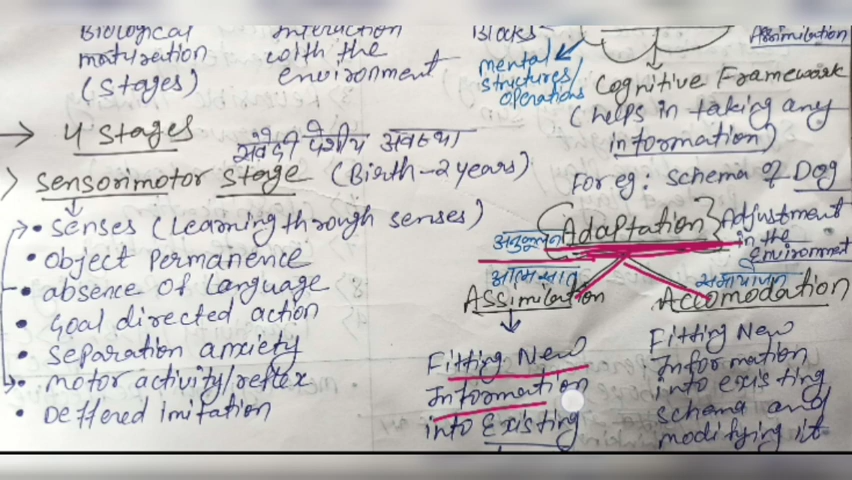 Biological
maturation
(Stages)
Interaction
with the
environment
Blocks
mental
structures/
operations
Assimilation
Cognitive Framework
(helps in taking any
information)
For eg: schema of Dog
→ 4 Stages
संवेदी पेशीय अवस्था
Sensorimotor Stage (Birth-2 years)
• Senses (Learning through senses)
• Object Permanence
• absence of Language
• Goal directed action
• Separation anxiety
• motor activity/reflex
• Deffered imitation
अनुकूलन
{Adaptation} Adjustment
in the
Environment
आत्मसात
Assimilation
Fitting New
Information
into Existing
समायोजन
Accomodation
Fitting New
Information
into existing
schema and
modifying it